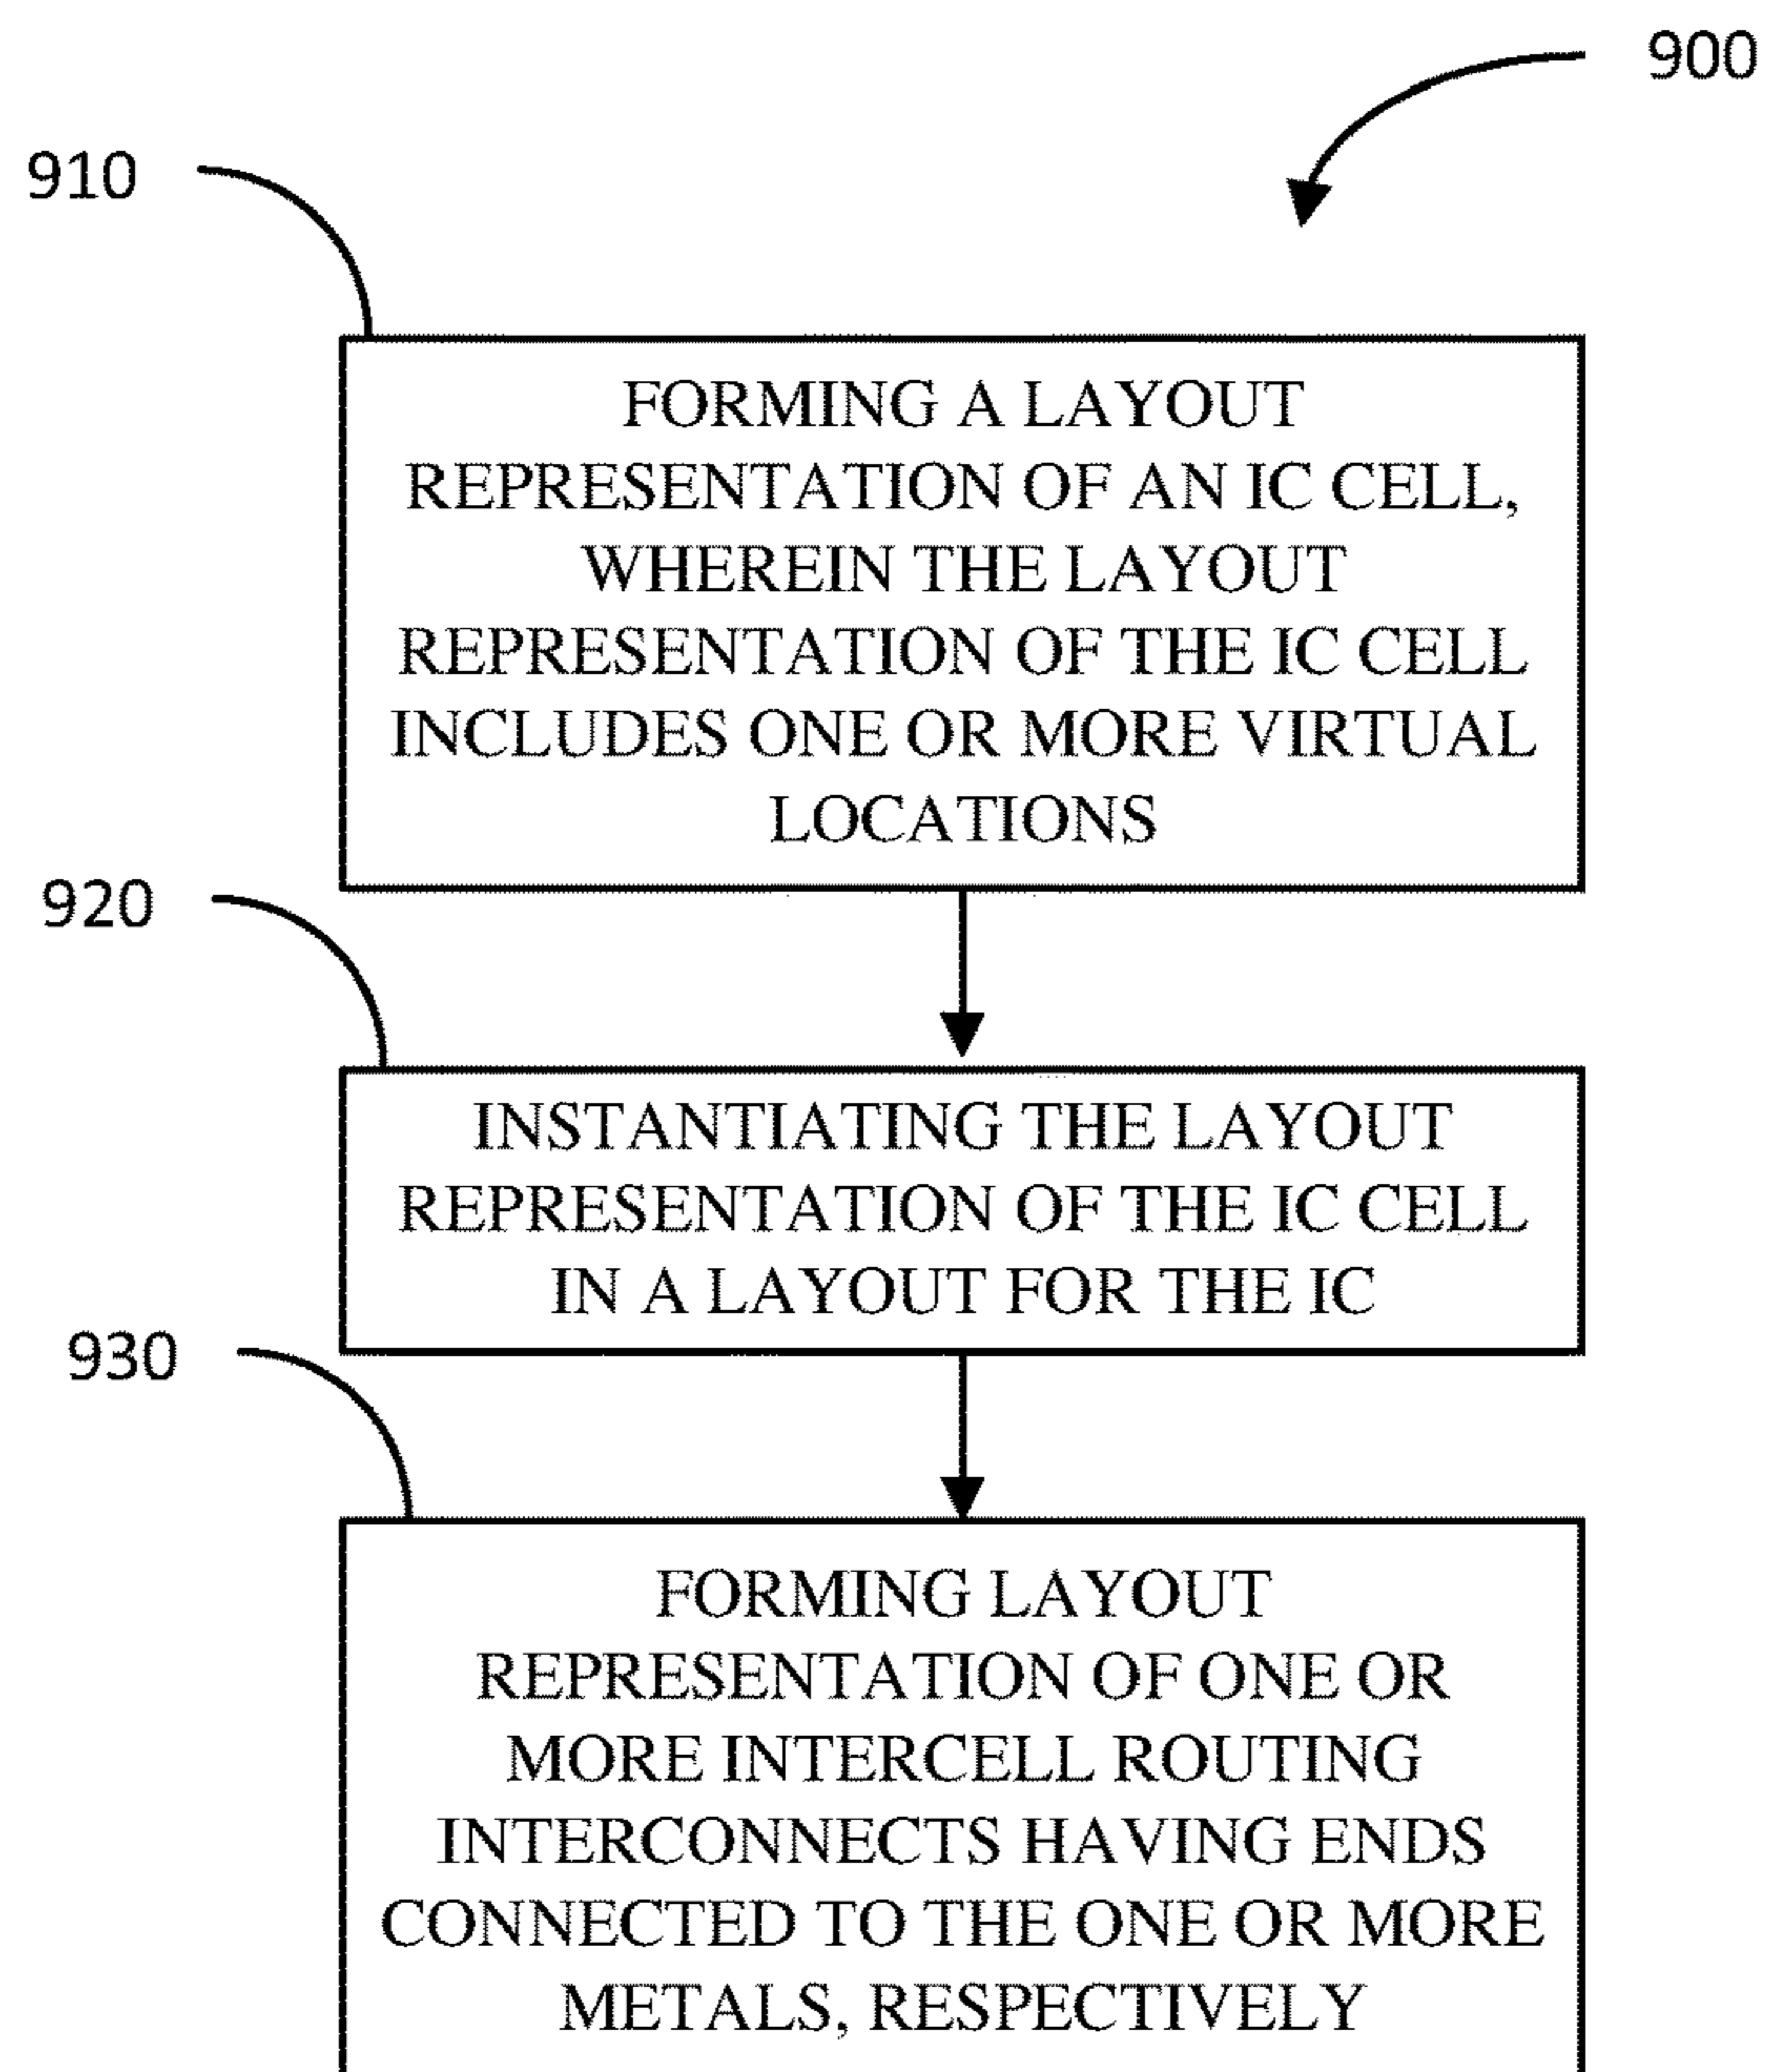 900
910
FORMING A LAYOUT
REPRESENTATION OF AN IC CELL,
WHEREIN THE LAYOUT
REPRESENTATION OF THE IC CELL
INCLUDES ONE OR MORE VIRTUAL
LOCATIONS
920
INSTANTIATING THE LAYOUT
REPRESENTATION OF THE IC CELL
IN A LAYOUT FOR THE IC
930
FORMING LAYOUT
REPRESENTATION OF ONE OR
MORE INTERCELL ROUTING
INTERCONNECTS HAVING ENDS
CONNECTED TO THE ONE OR MORE
METALS, RESPECTIVELY